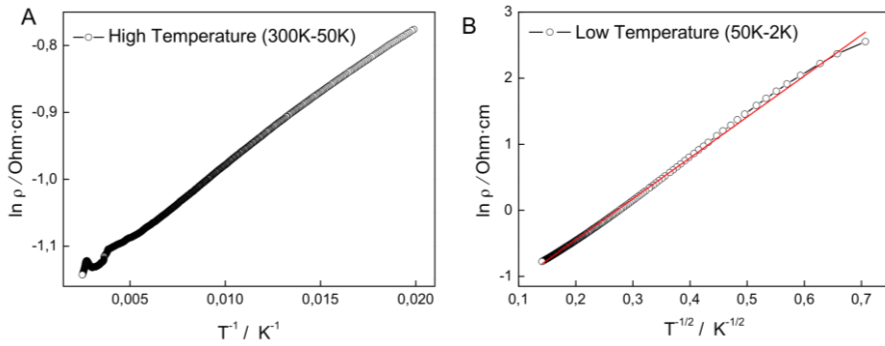 A
High Temperature (300K-50K)
-0,8
-0,9
-1,0
-1,1
ln ρ / Ohm·cm
0,005
0,010
0,015
0,020
T⁻¹ / K⁻¹
B
Low Temperature (50K-2K)
3
2
1
0
-1
ln ρ / Ohm·cm
0,1
0,2
0,3
0,4
0,5
0,6
0,7
T⁻¹/² / K⁻¹/²